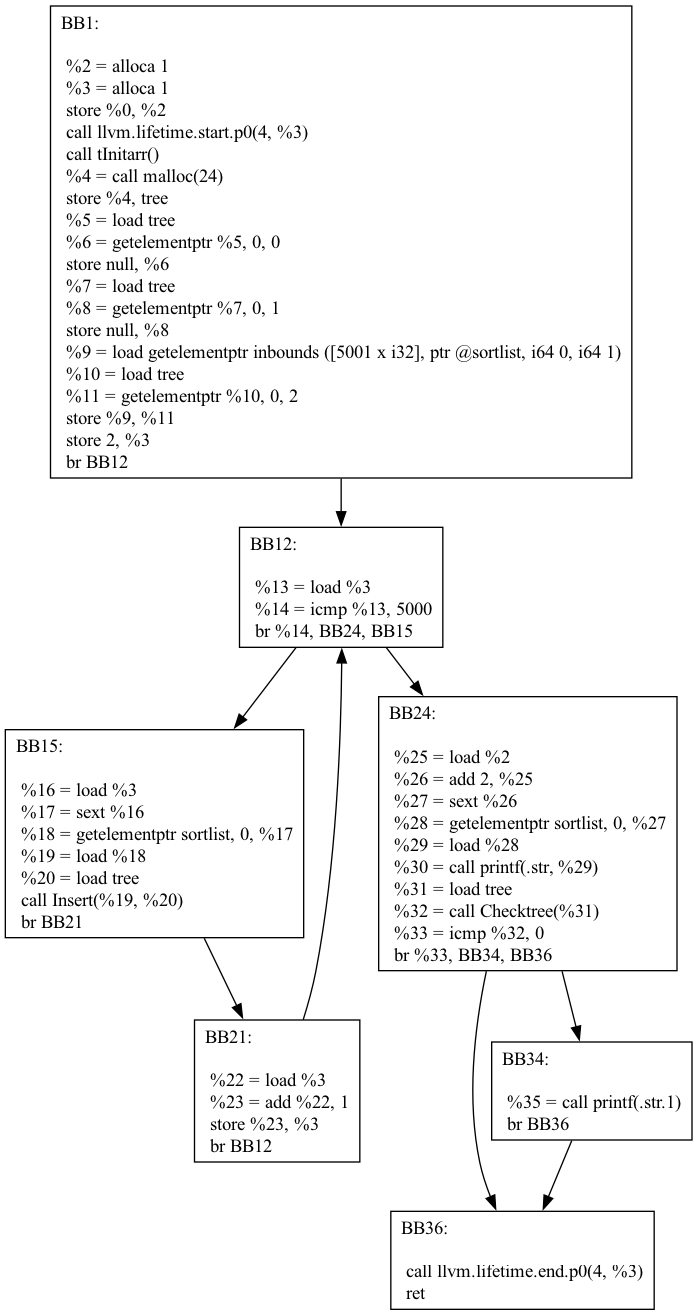 BB1:
%2 = alloca 1
%3 = alloca 1
store %0, %2
call llvm.lifetime.start.p0(4, %3)
call tInitarr()
%4 = call malloc(24)
store %4, tree
%5 = load tree
%6 = getelementptr %5, 0, 0
store null, %6
%7 = load tree
%8 = getelementptr %7, 0, 1
store null, %8
%9 = load getelementptr inbounds ([5001 x i32], ptr @sortlist, i64 0, i64 1)
%10 = load tree
%11 = getelementptr %10, 0, 2
store %9, %11
store 2, %3
br BB12
BB12:
%13 = load %3
%14 = icmp %13, 5000
br %14, BB24, BB15
BB15:
%16 = load %3
%17 = sext %16
%18 = getelementptr sortlist, 0, %17
%19 = load %18
%20 = load tree
call Insert(%19, %20)
br BB21
BB24:
%25 = load %2
%26 = add 2, %25
%27 = sext %26
%28 = getelementptr sortlist, 0, %27
%29 = load %28
%30 = call printf(.str, %29)
%31 = load tree
%32 = call Checktree(%31)
%33 = icmp %32, 0
br %33, BB34, BB36
BB21:
%22 = load %3
%23 = add %22, 1
store %23, %3
br BB12
BB34:
%35 = call printf(.str.1)
br BB36
BB36:
call llvm.lifetime.end.p0(4, %3)
ret